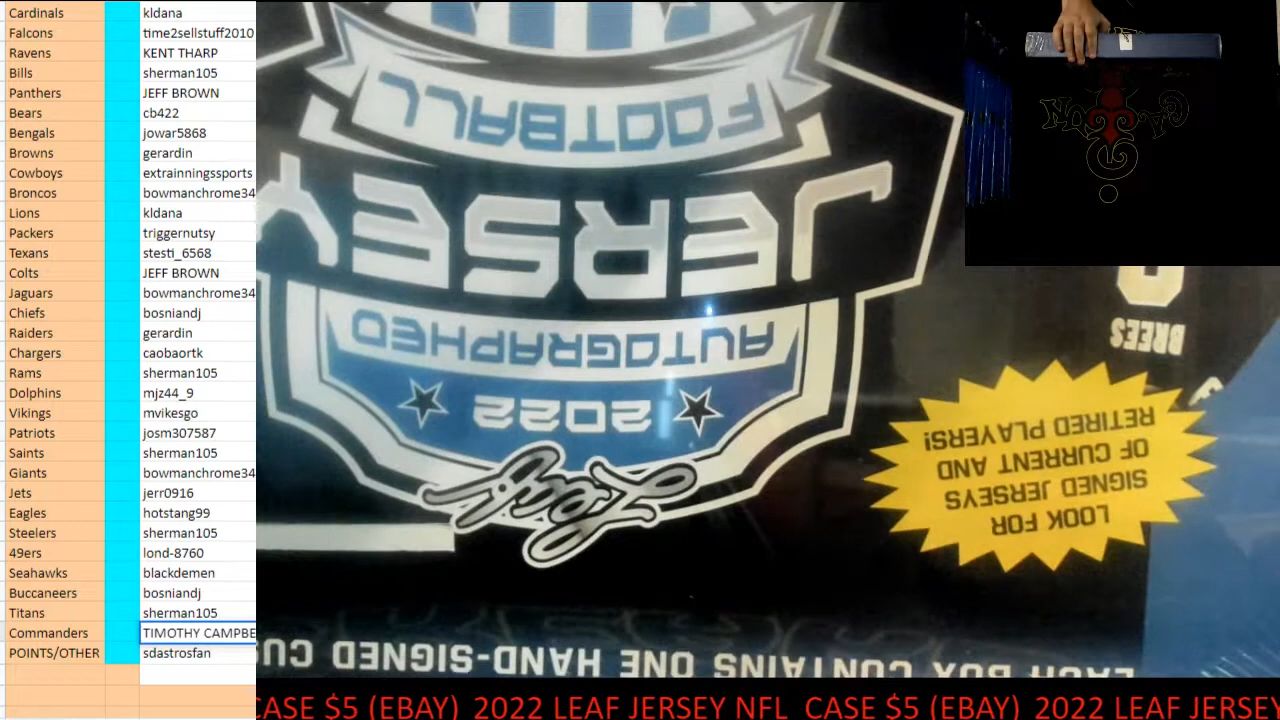 Cardinals kldana
Falcons time2sellstuff2010
Ravens KENT THARP
Bills sherman105
Panthers JEFF BROWN
Bears cb422
Bengals jowar5868
Browns gerardin
Cowboys extrainningssports
Broncos bowmanchrome34
Lions kldana
Packers triggernutsy
Texans stesti_6568
Colts JEFF BROWN
Jaguars bowmanchrome34
Chiefs bosniandj
Raiders gerardin
Chargers caobaortk
Rams sherman105
Dolphins mjz44_9
Vikings mvikesgo
Patriots josm307587
Saints sherman105
Giants bowmanchrome34
Jets jerr0916
Eagles hotstang99
Steelers sherman105
49ers lond-8760
Seahawks blackdemen
Buccaneers bosniandj
Titans sherman105
Commanders TIMOTHY CAMPBE
POINTS/OTHER sdastrosfan
Leaf
2022
AUTOGRAPHED
JERSEY
FOOTBALL
LOOK FOR
SIGNED JERSEYS
OF CURRENT AND
RETIRED PLAYERS!
BREES
EACH BOX CONTAINS ONE HAND-SIGNED CUS
CASE $5 (EBAY) 2022 LEAF JERSEY NFL CASE $5 (EBAY) 2022 LEAF JERSEY